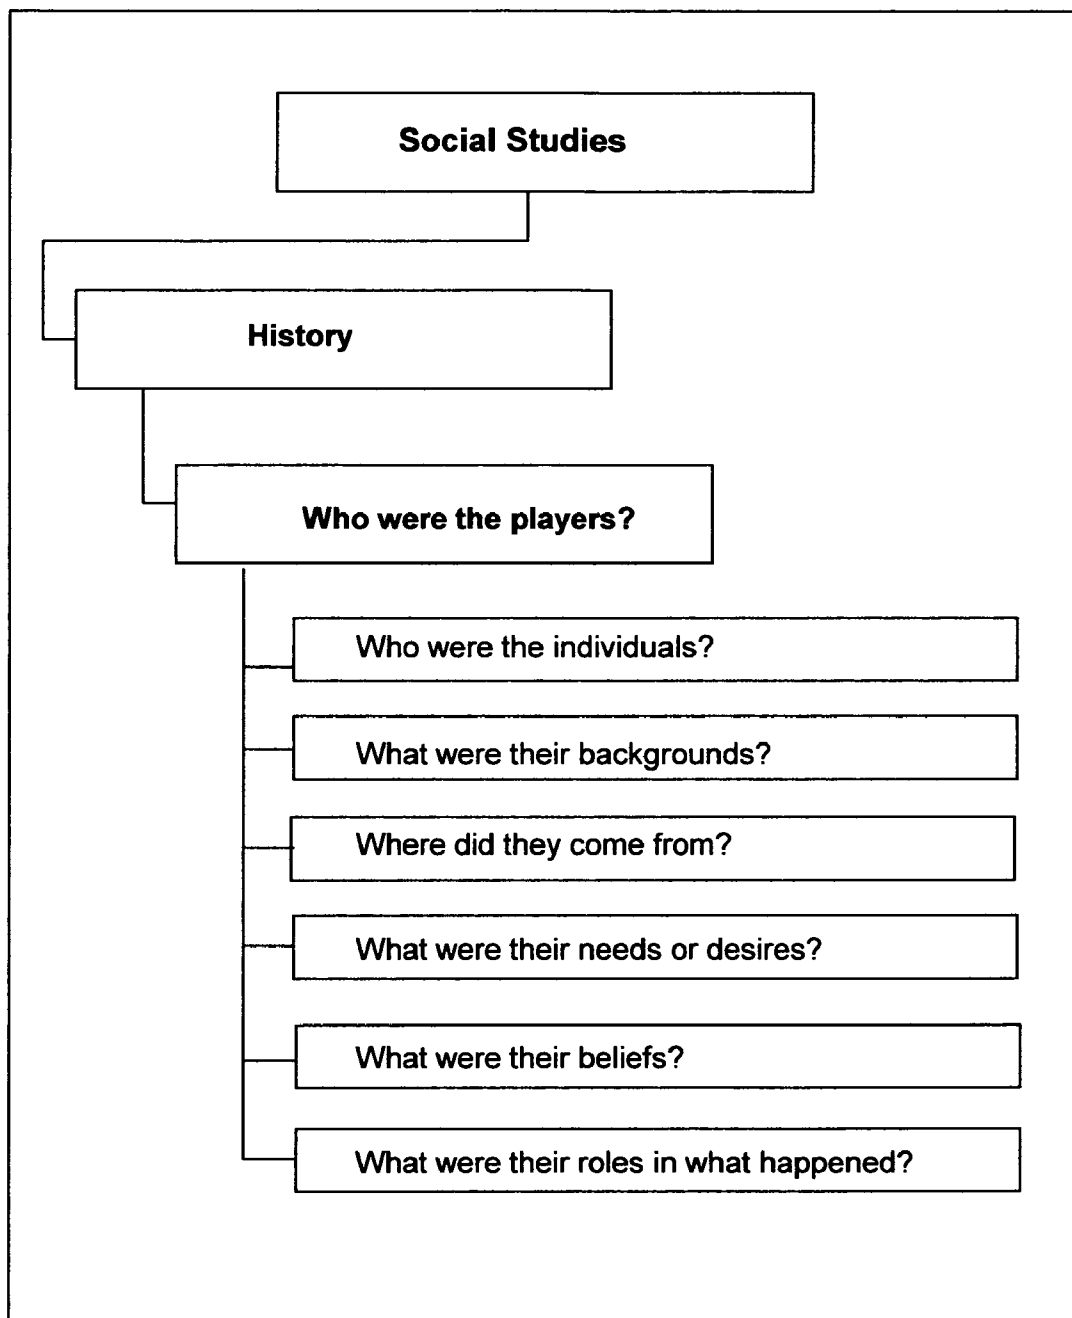 Social Studies
History
Who were the players?
Who were the individuals?
What were their backgrounds?
Where did they come from?
What were their needs or desires?
What were their beliefs?
What were their roles in what happened?